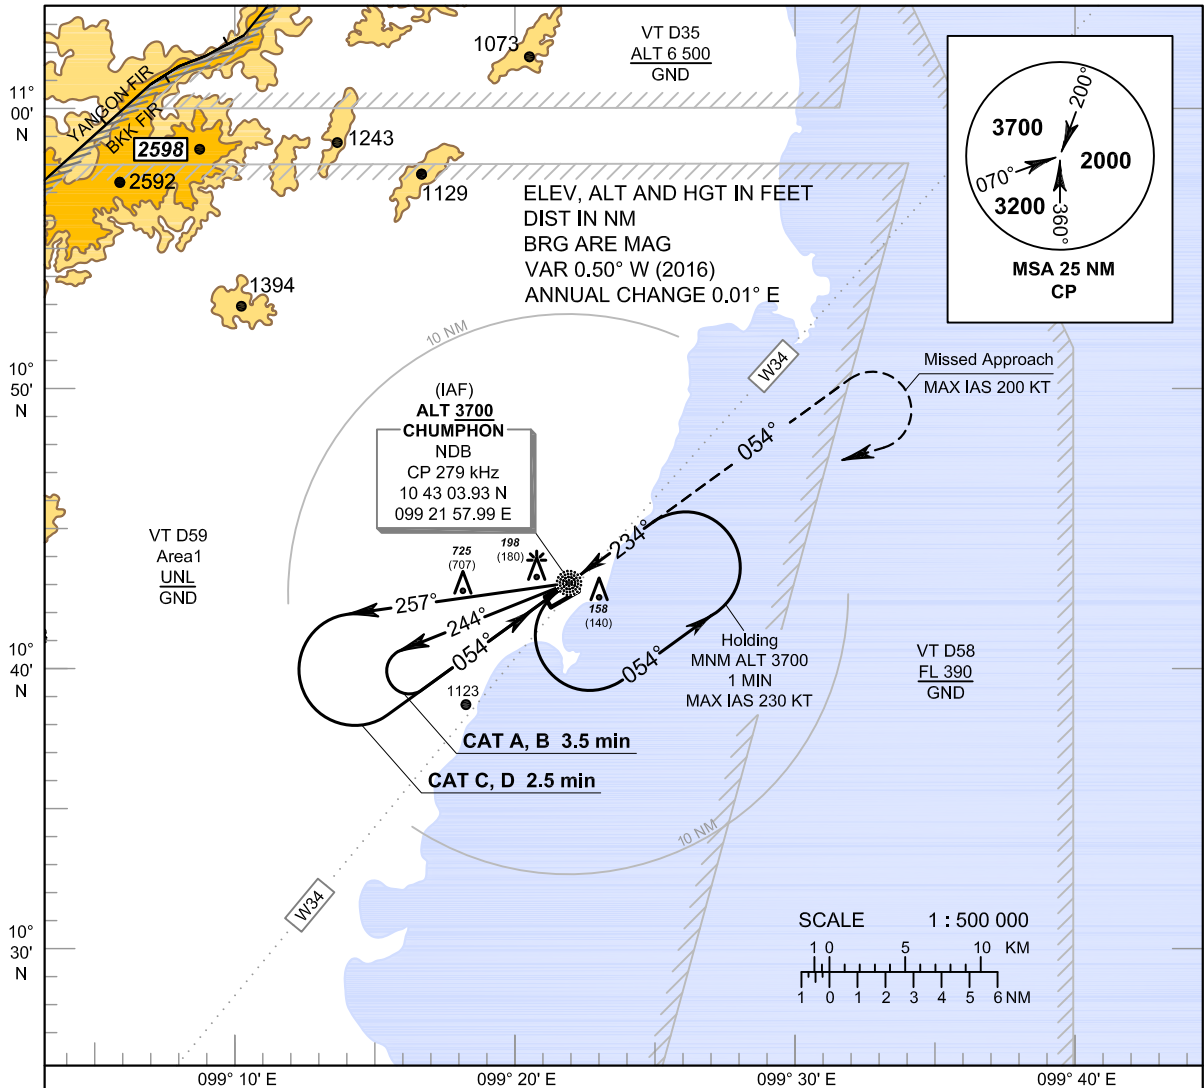 1073
VT D35
ALT 6 500
GND
11°
00'
N
YANGON FIR
BKK FIR
2598
2592
1243
1129
1394
ELEV, ALT AND HGT IN FEET
DIST IN NM
BRG ARE MAG
VAR 0.50° W (2016)
ANNUAL CHANGE 0.01° E
200°
3700
2000
070°
3200
360°
MSA 25 NM
CP
10 NM
W34
10°
50'
N
Missed Approach
MAX IAS 200 KT
054°
(IAF)
ALT 3700
CHUMPHON
NDB
CP 279 kHz
10 43 03.93 N
099 21 57.99 E
234°
VT D59
Area1
UNL
GND
725
(707)
198
(180)
158
(140)
257°
244°
054°
054°
Holding
MNM ALT 3700
1 MIN
MAX IAS 230 KT
VT D58
FL 390
GND
10°
40'
N
1123
CAT A, B 3.5 min
CAT C, D 2.5 min
10 NM
W34
10°
30'
N
SCALE 1 : 500 000
1 0 5 10 KM
1 0 1 2 3 4 5 6 NM
099° 10' E
099° 20' E
099° 30' E
099° 40' E